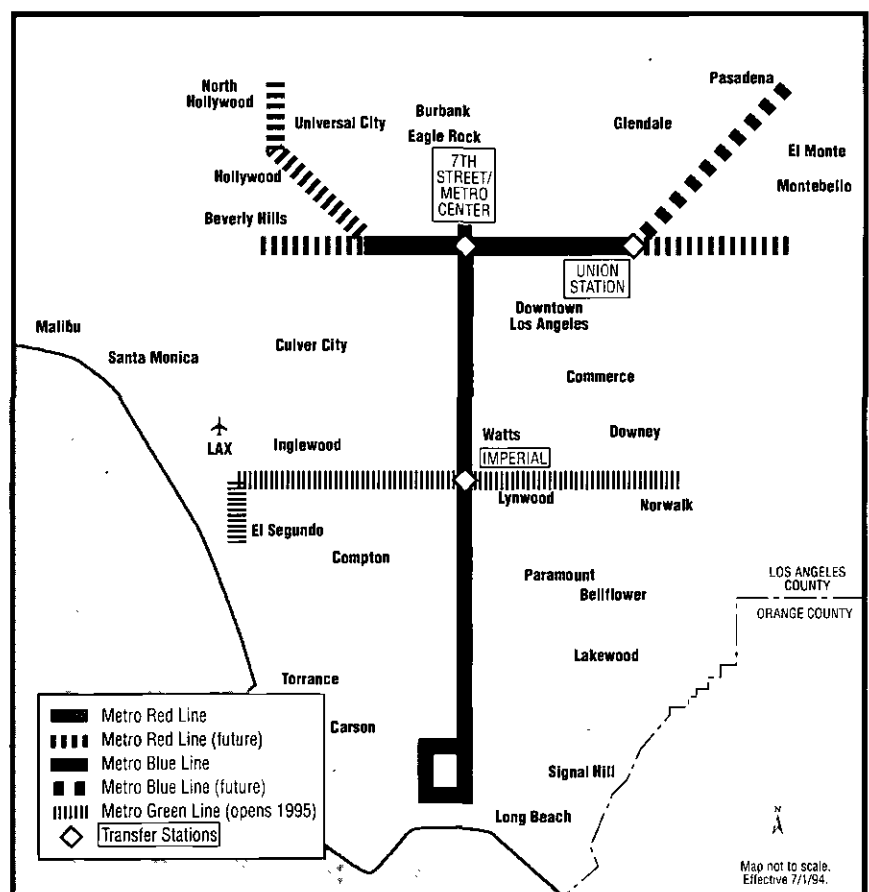 Pasadena
North
Hollywood
Burbank
Universal City
Glendale
Eagle Rock
El Monte
7TH
STREET/
METRO
CENTER
Hollywood
Montebello
Beverly Hills
UNION
STATION
Downtown
Los Angeles
Malibu
Santa Monica
Culver City
Commerce
LAX
Inglewood
Watts
Downey
IMPERIAL
Lynwood
Norwalk
El Segundo
Compton
Paramount
Bellflower
LOS ANGELES
COUNTY
ORANGE COUNTY
Lakewood
Torrance
Carson
Signal Hill
Long Beach
Metro Red Line
Metro Red Line (future)
Metro Blue Line
Metro Blue Line (future)
Metro Green Line (opens 1995)
Transfer Stations
N
Map not to scale.
Effective 7/1/94.